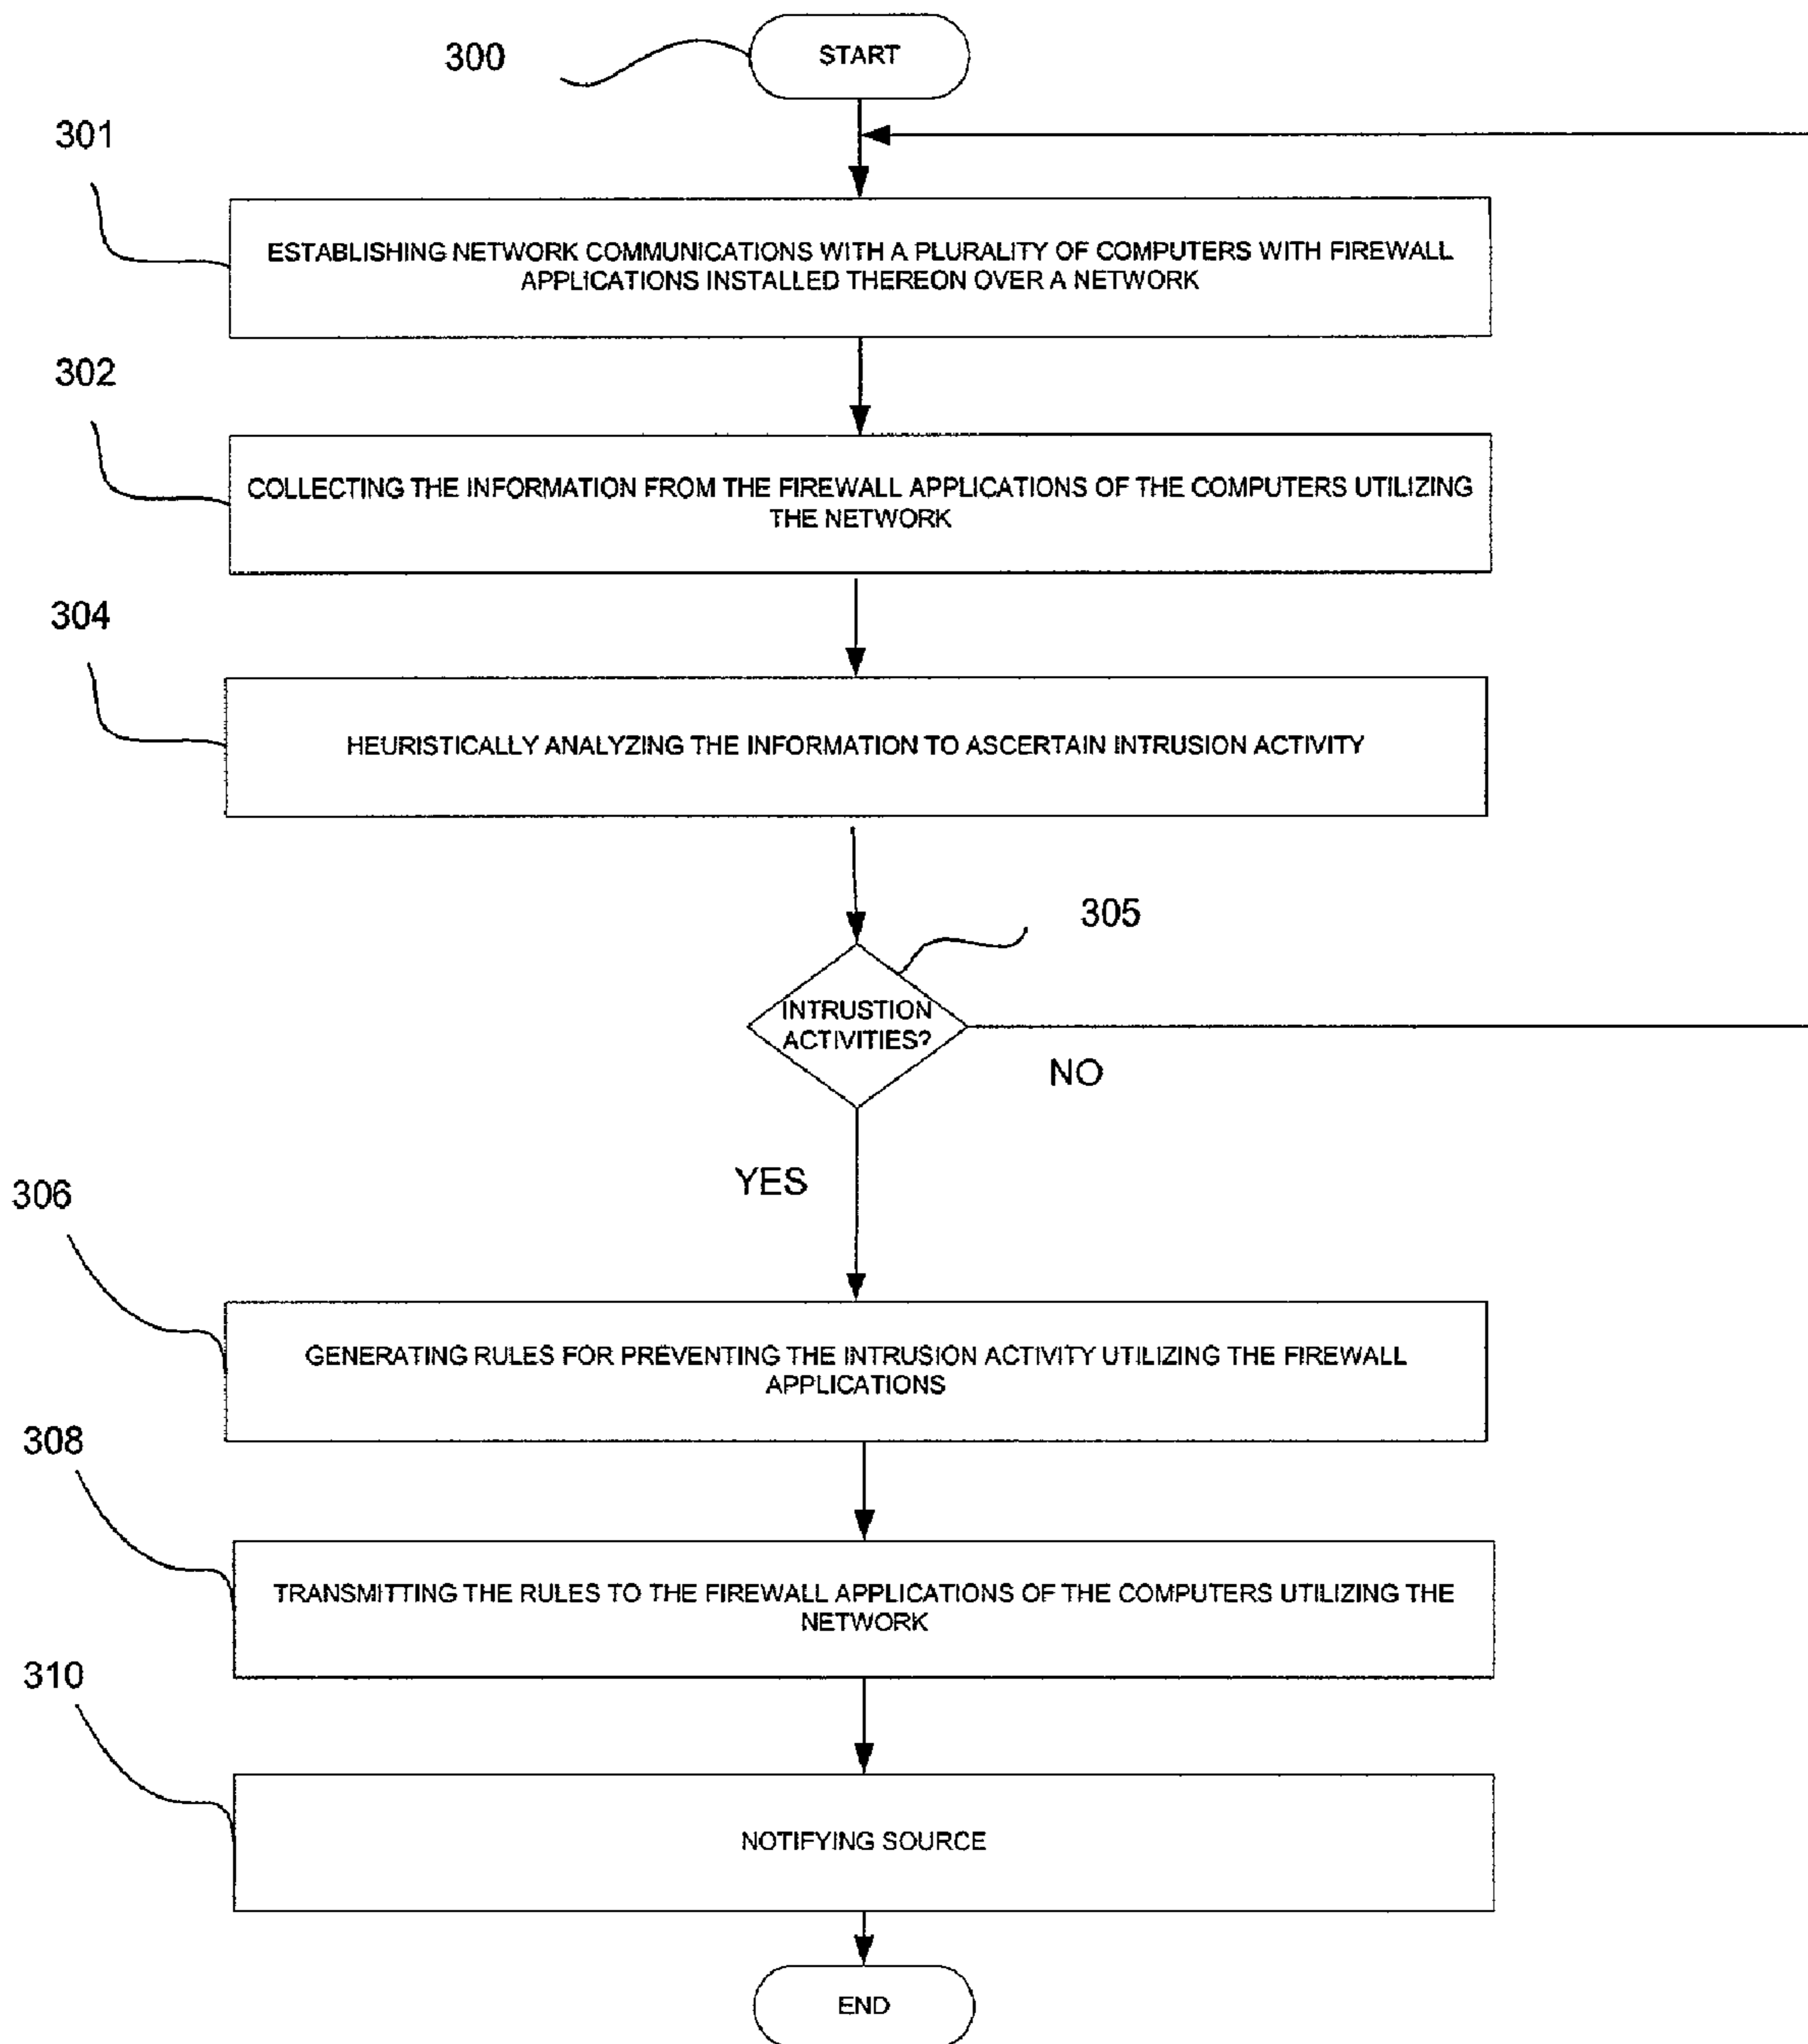 300
START
301
ESTABLISHING NETWORK COMMUNICATIONS WITH A PLURALITY OF COMPUTERS WITH FIREWALL
APPLICATIONS INSTALLED THEREON OVER A NETWORK
302
COLLECTING THE INFORMATION FROM THE FIREWALL APPLICATIONS OF THE COMPUTERS UTILIZING
THE NETWORK
304
HEURISTICALLY ANALYZING THE INFORMATION TO ASCERTAIN INTRUSION ACTIVITY
305
INTRUSTION
ACTIVITIES?
NO
YES
306
GENERATING RULES FOR PREVENTING THE INTRUSION ACTIVITY UTILIZING THE FIREWALL
APPLICATIONS
308
TRANSMITTING THE RULES TO THE FIREWALL APPLICATIONS OF THE COMPUTERS UTILIZING THE
NETWORK
310
NOTIFYING SOURCE
END